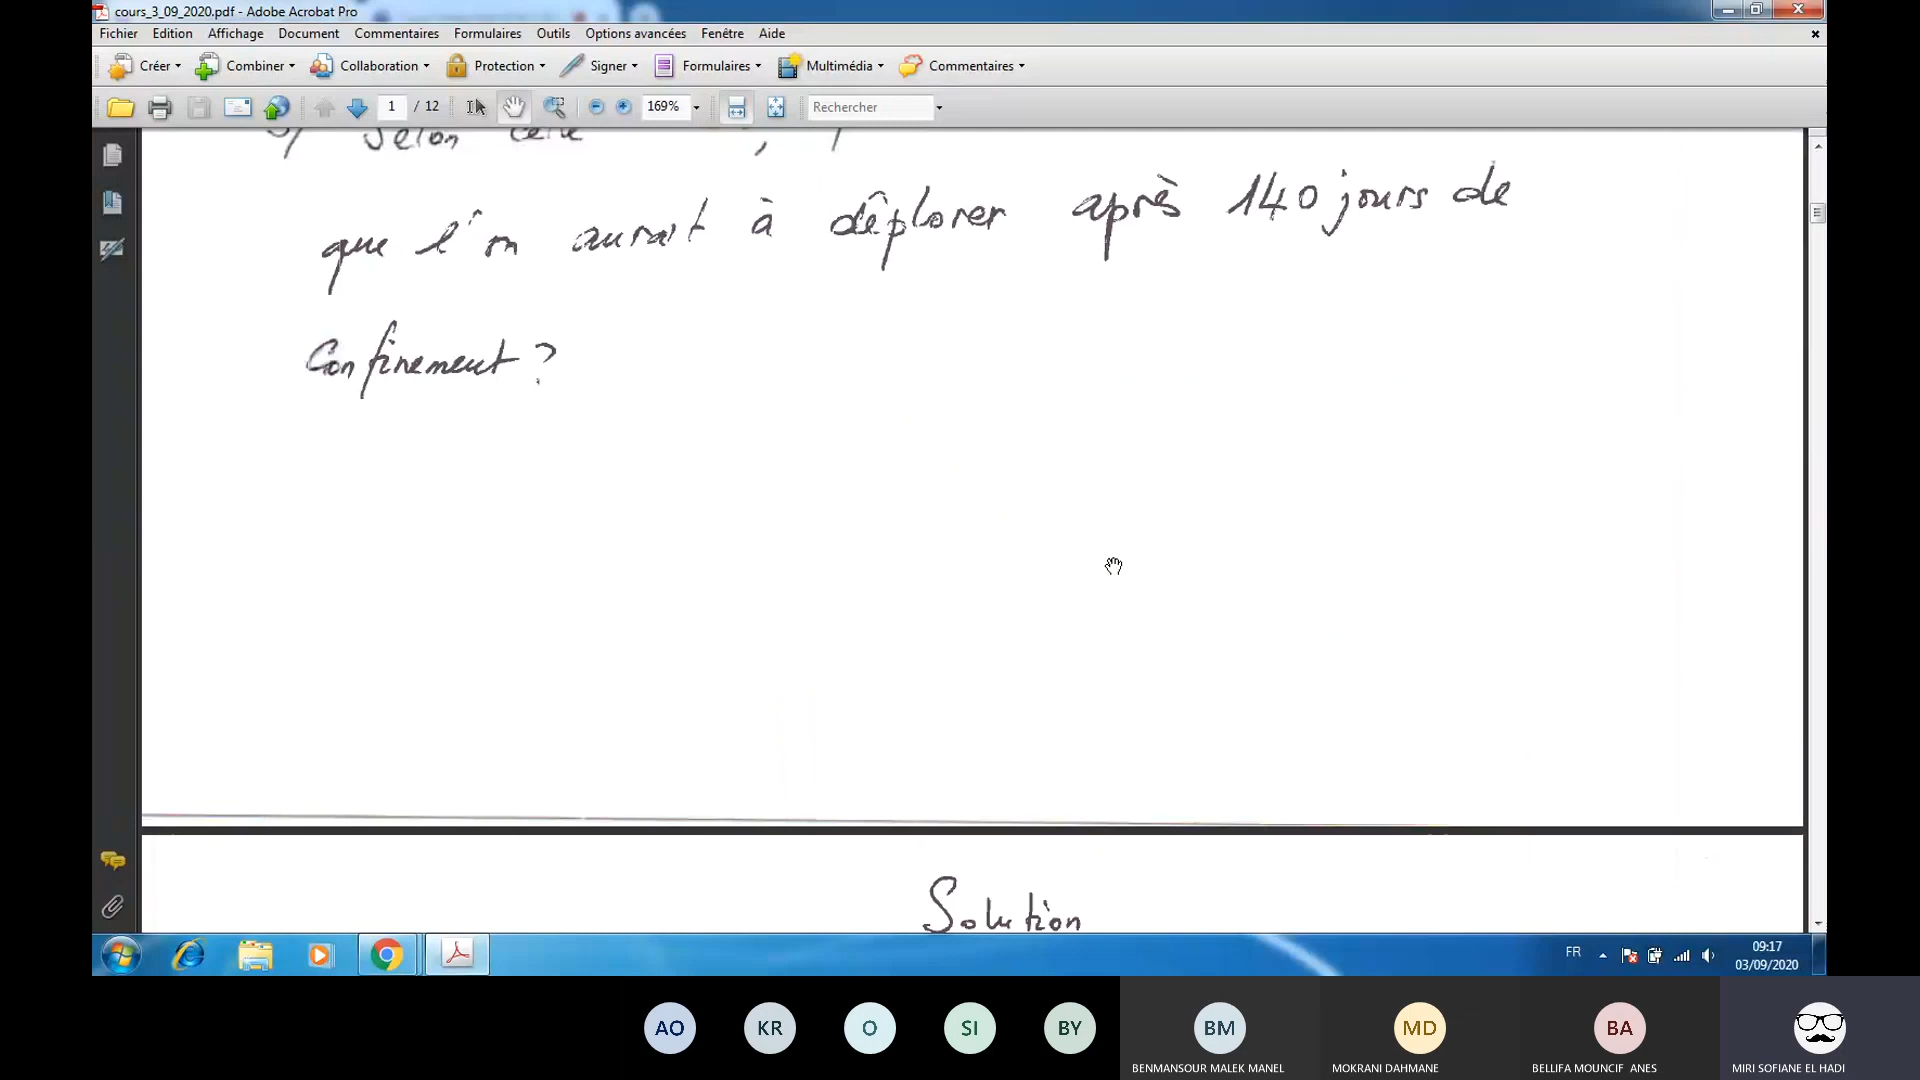 cours_3_09_2020.pdf - Adobe Acrobat Pro
Fichier Edition Affichage Document Commentaires Formulaires Outils Options avancées Fenêtre Aide
Créer Combiner Collaboration Protection Signer Formulaires Multimédia Commentaires
1 / 12 169% Rechercher
Selon
que l'on aurait à déplorer après 140 jours de
Confinement ?
Solution
FR 09:17
03/09/2020
AO KR O SI BY BM MD BA
BENMANSOUR MALEK MANEL MOKRANI DAHMANE BELLIFA MOUNCIF ANES MIRI SOFIANE EL HADI